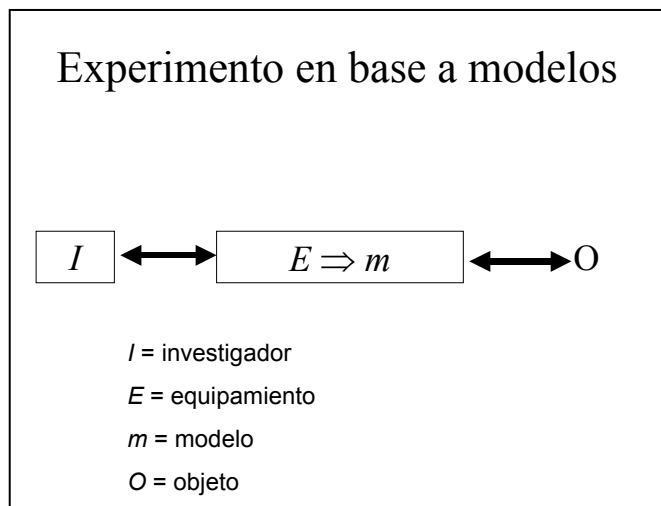 Experimento en base a modelos
I E ⇒ m O
I = investigador
E = equipamiento
m = modelo
O = objeto